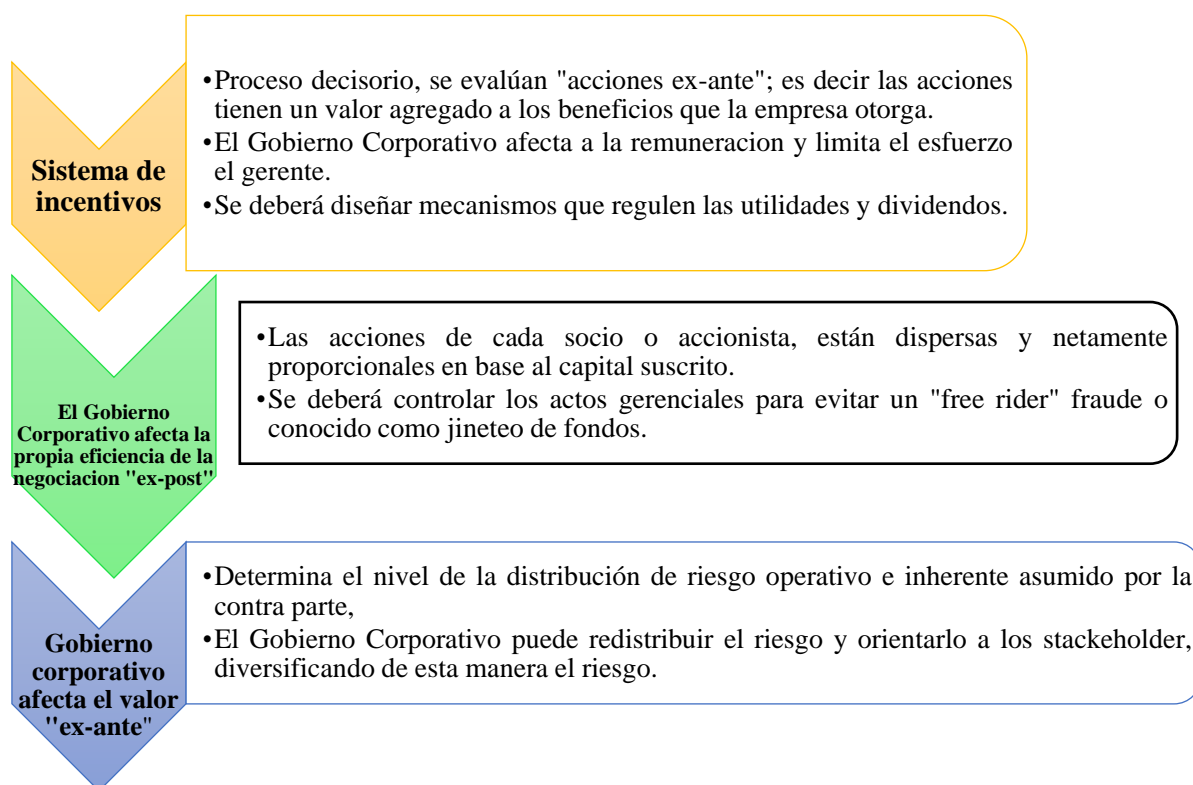 Sistema de
incentivos
•Proceso decisorio, se evalúan "acciones ex-ante"; es decir las acciones
tienen un valor agregado a los beneficios que la empresa otorga.
•El Gobierno Corporativo afecta a la remuneracion y limita el esfuerzo
el gerente.
•Se deberá diseñar mecanismos que regulen las utilidades y dividendos.
El Gobierno
Corporativo afecta la
propia eficiencia de la
negociacion "ex-post"
•Las acciones de cada socio o accionista, están dispersas y netamente
proporcionales en base al capital suscrito.
•Se deberá controlar los actos gerenciales para evitar un "free rider" fraude o
conocido como jineteo de fondos.
Gobierno
corporativo
afecta el valor
"ex-ante"
•Determina el nivel de la distribución de riesgo operativo e inherente asumido por la
contra parte,
•El Gobierno Corporativo puede redistribuir el riesgo y orientarlo a los stackeholder,
diversificando de esta manera el riesgo.